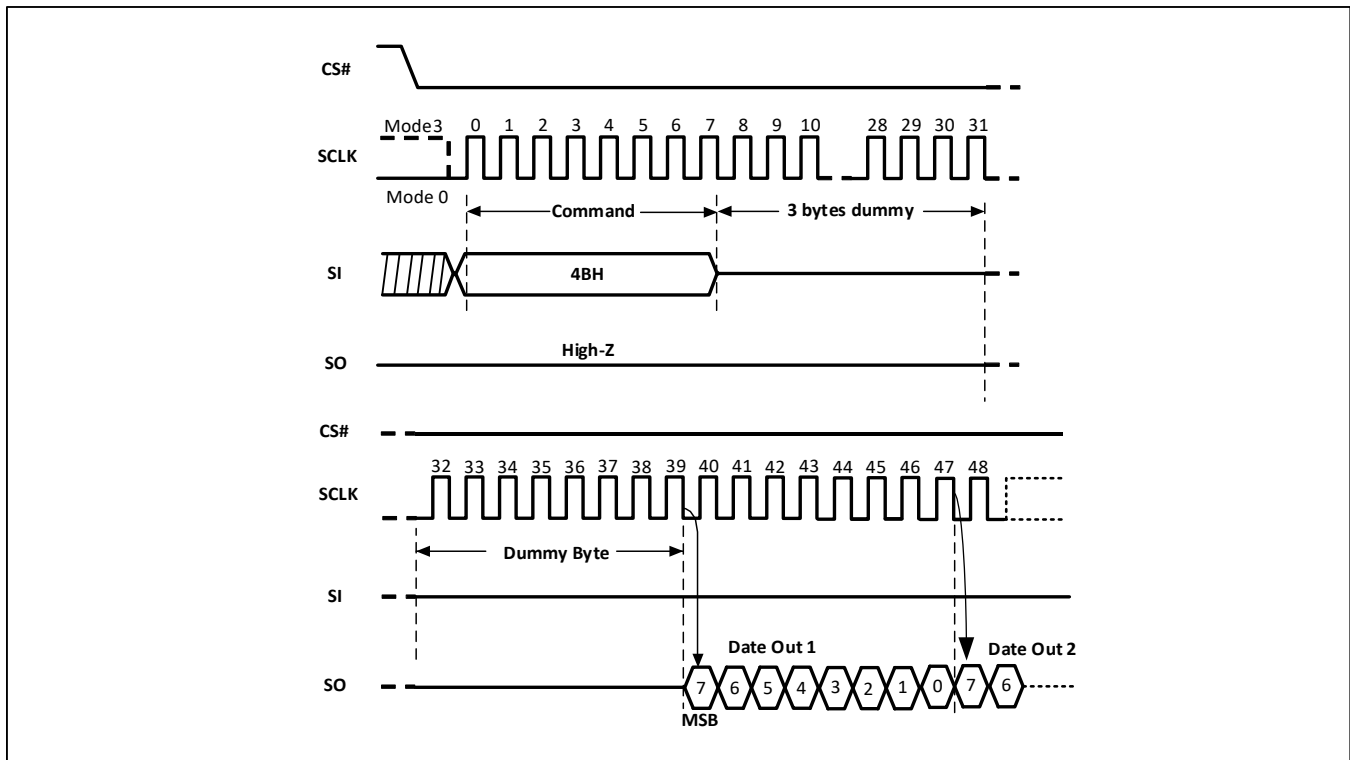 CS#
Mode3 0 1 2 3 4 5 6 7 8 9 10 28 29 30 31
SCLK
Mode 0
Command 3 bytes dummy
SI 4BH
High-Z
SO
CS#
32 33 34 35 36 37 38 39 40 41 42 43 44 45 46 47 48
SCLK
Dummy Byte
SI
Date Out 1 Date Out 2
SO 7 6 5 4 3 2 1 0 7 6
MSB